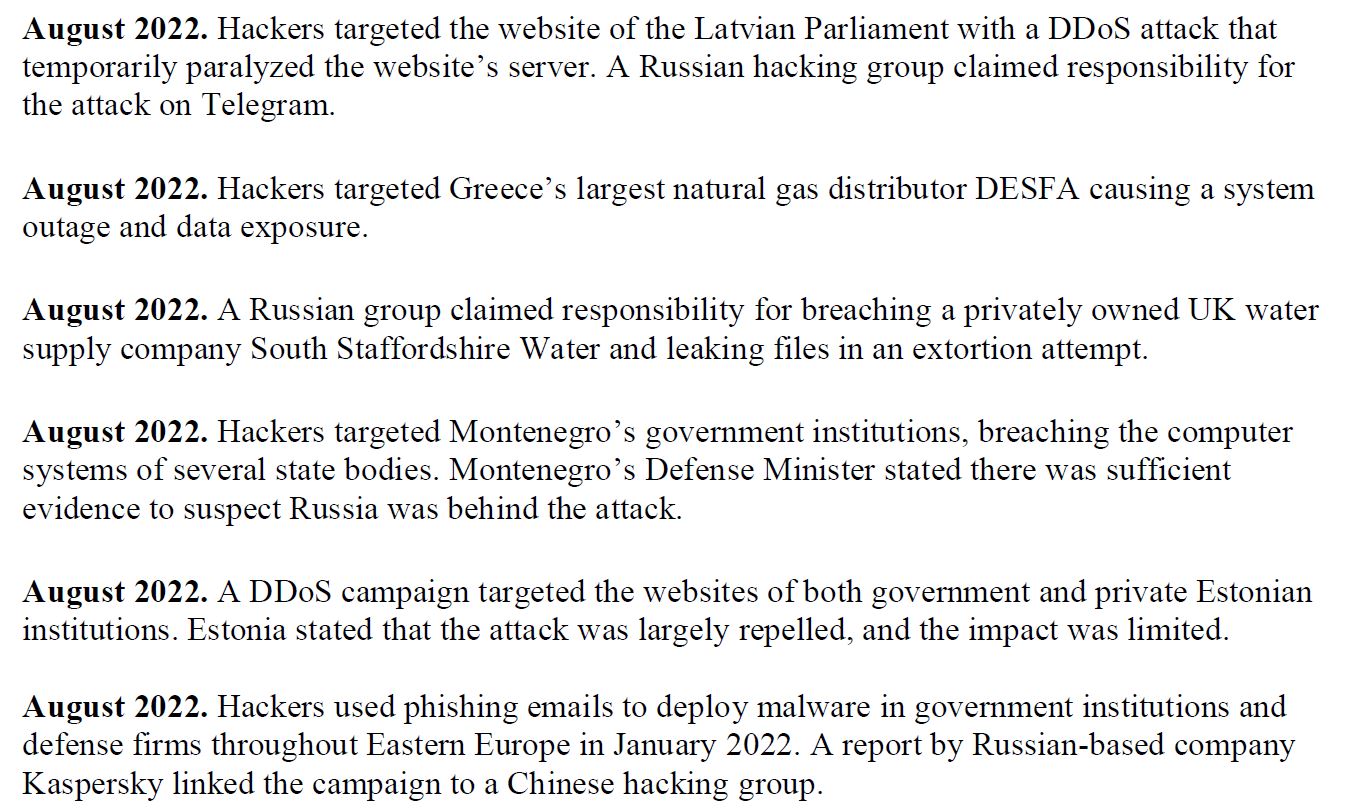 August 2022. Hackers targeted the website of the Latvian Parliament with a DDoS attack that
temporarily paralyzed the website’s server. A Russian hacking group claimed responsibility for
the attack on Telegram.
August 2022. Hackers targeted Greece’s largest natural gas distributor DESFA causing a system
outage and data exposure.
August 2022. A Russian group claimed responsibility for breaching a privately owned UK water
supply company South Staffordshire Water and leaking files in an extortion attempt.
August 2022. Hackers targeted Montenegro’s government institutions, breaching the computer
systems of several state bodies. Montenegro’s Defense Minister stated there was sufficient
evidence to suspect Russia was behind the attack.
August 2022. A DDoS campaign targeted the websites of both government and private Estonian
institutions. Estonia stated that the attack was largely repelled, and the impact was limited.
August 2022. Hackers used phishing emails to deploy malware in government institutions and
defense firms throughout Eastern Europe in January 2022. A report by Russian-based company
Kaspersky linked the campaign to a Chinese hacking group.